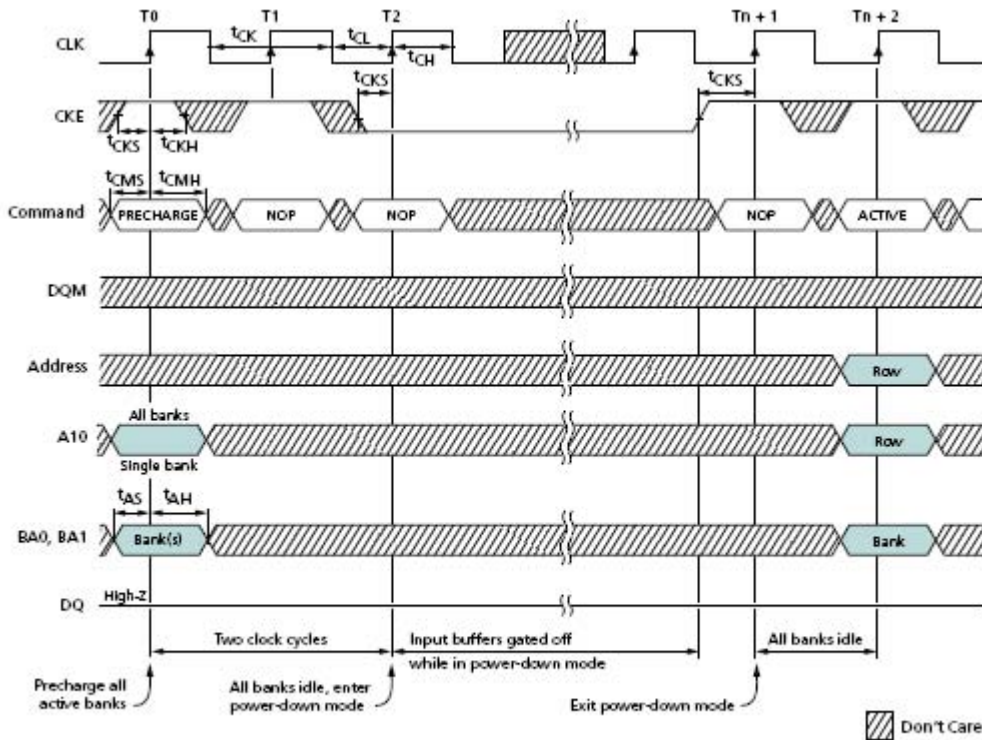 T0 T1 T2 Tn + 1 Tn + 2
CLK
tCK tCL
tCH
tCKS tCKS
CKE
tCKS tCKH
tCMS tCMH
Command PRECHARGE NOP NOP NOP ACTIVE
DQM
Address Row
All banks
A10 Row
Single bank
tAS tAH
BA0, BA1 Bank(s) Bank
High-Z
DQ
Two clock cycles Input buffers gated off All banks idle
while in power-down mode
Precharge all All banks idle, enter Exit power-down mode
active banks power-down mode
Don't Care